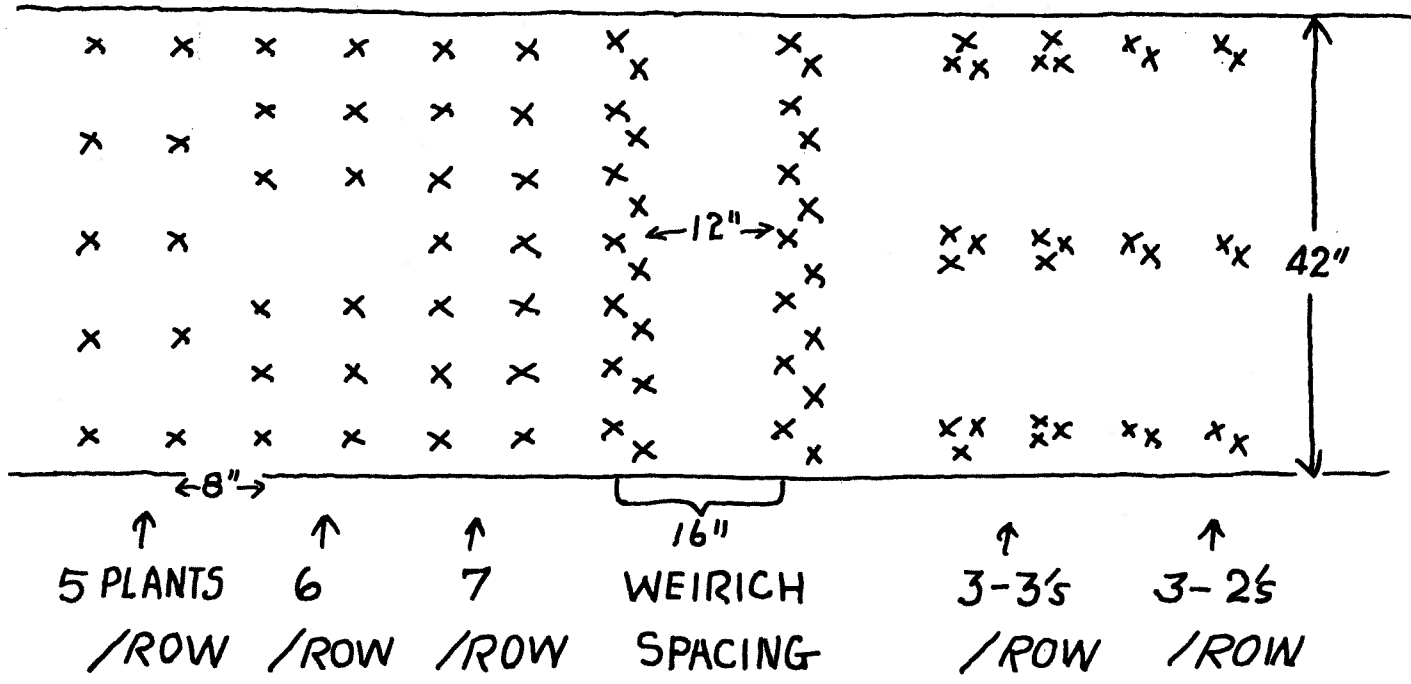 12"
42"
8"
16"
5 PLANTS 6 7 WEIRICH 3-3's 3-2's
/ROW /ROW /ROW SPACING /ROW /ROW